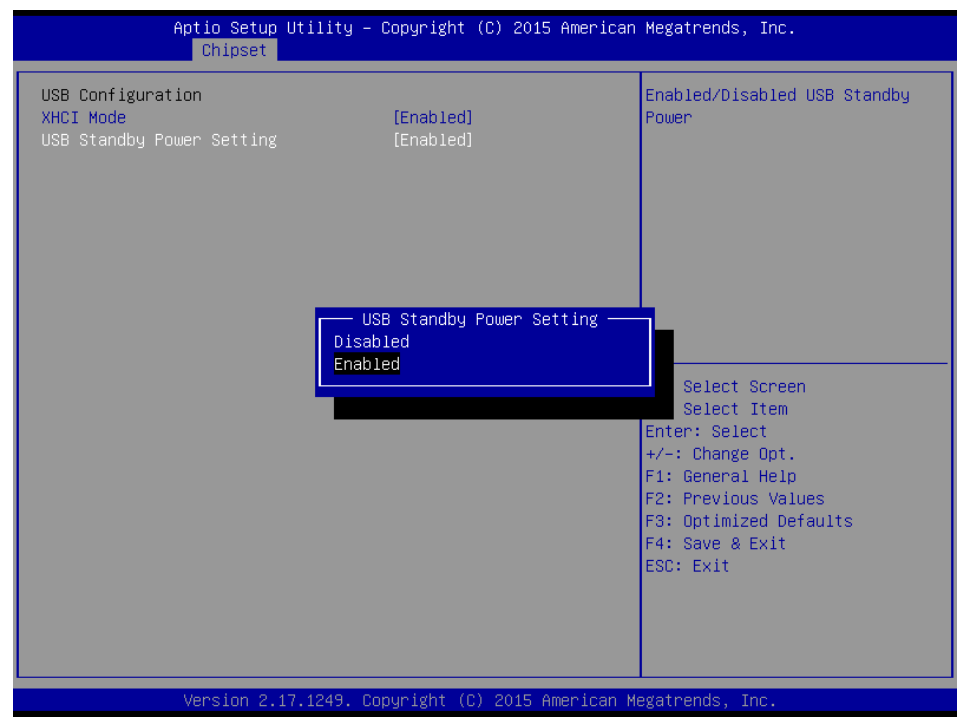 Aptio Setup Utility – Copyright (C) 2015 American Megatrends, Inc.
Chipset
USB Configuration
XHCI Mode [Enabled]
USB Standby Power Setting [Enabled]
Enabled/Disabled USB Standby
Power
USB Standby Power Setting
Disabled
Enabled
Select Screen
Select Item
Enter: Select
+/-: Change Opt.
F1: General Help
F2: Previous Values
F3: Optimized Defaults
F4: Save & Exit
ESC: Exit
Version 2.17.1249. Copyright (C) 2015 American Megatrends, Inc.